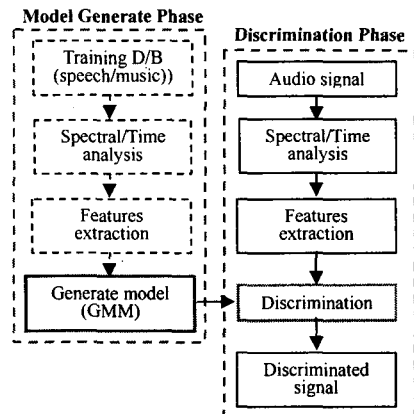 Model Generate Phase
Training D/B
(speech/music))
Spectral/Time
analysis
Features
extraction
Generate model
(GMM)
Discrimination Phase
Audio signal
Spectral/Time
analysis
Features
extraction
Discrimination
Discriminated
signal